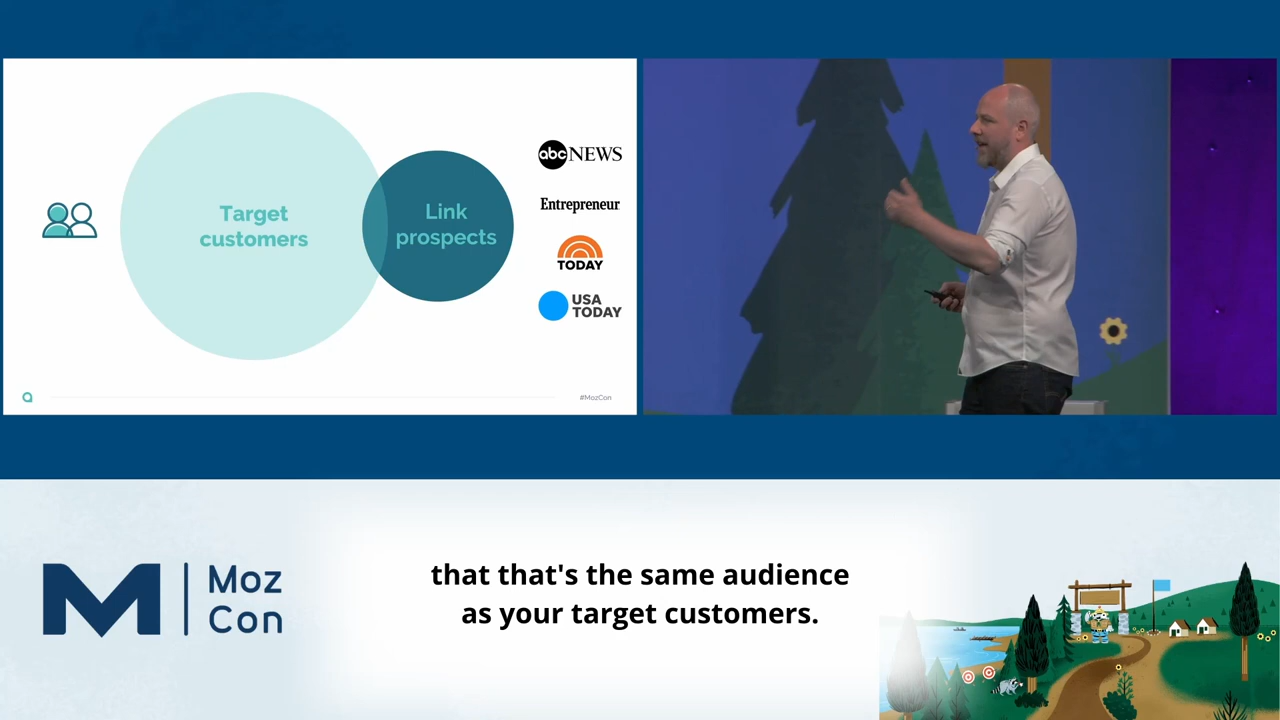 Target
customers
Link
prospects
abc NEWS
Entrepreneur
TODAY
USA
TODAY
#MozCon
that that's the same audience
as your target customers.
M
Moz
Con